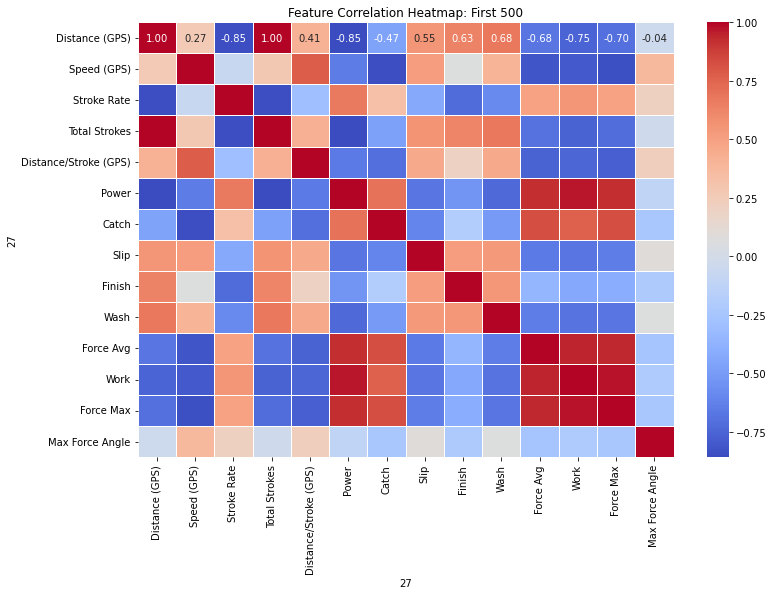 Feature Correlation Heatmap: First 500
Distance (GPS) 1.00 0.27 -0.85 1.00 0.41 -0.85 -0.47 0.55 0.63 0.68 -0.68 -0.75 -0.70 -0.04
Speed (GPS)
Stroke Rate
Total Strokes
Distance/Stroke (GPS)
Power
Catch
Slip
Finish
Wash
Force Avg
Work
Force Max
Max Force Angle
27
Distance (GPS)
Speed (GPS)
Stroke Rate
Total Strokes
Distance/Stroke (GPS)
Power
Catch
Slip
Finish
Wash
Force Avg
Work
Force Max
Max Force Angle
27
1.00
0.75
0.50
0.25
0.00
−0.25
−0.50
−0.75